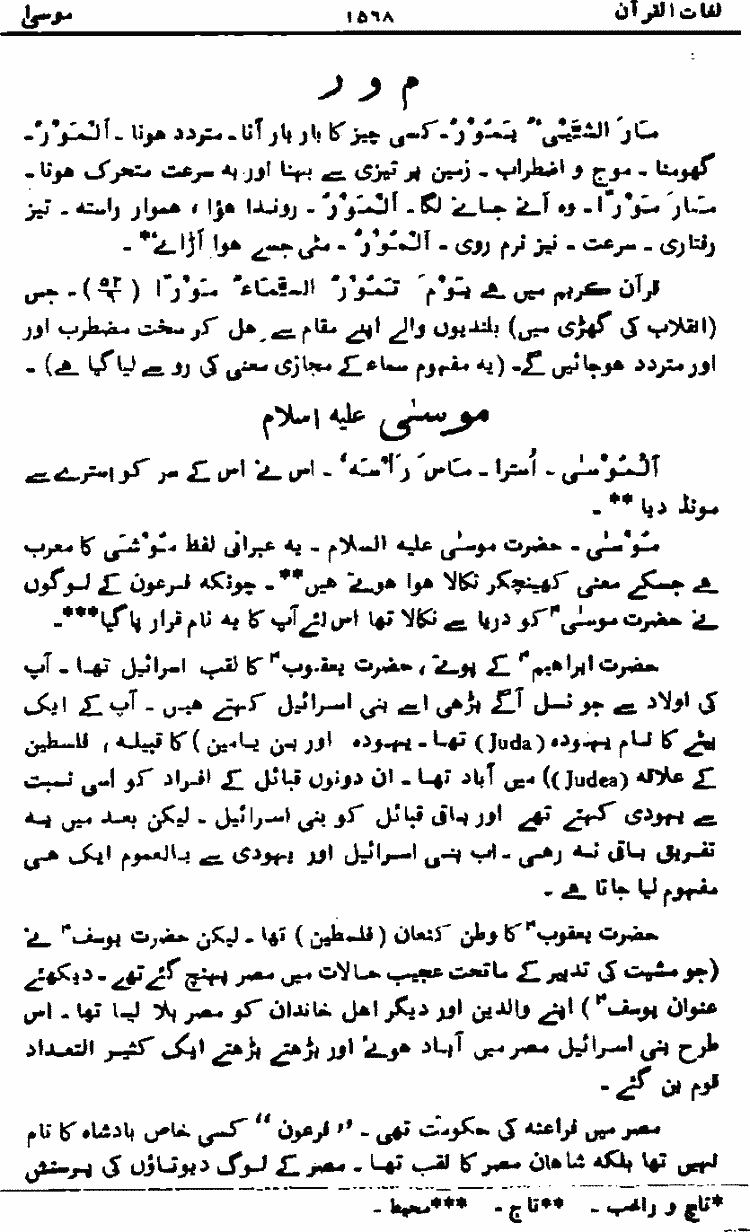 لغات القرآن ۱۵۶۸ موسیٰ
م و ر
مَارَ الشَّیْئیُ یَمُوْرُ۔ کسی چیز کا بار بار آنا۔ متردد ہونا ۔ اَلْمَوْرُ۔
گھومنا ۔ موج و اضطراب ۔ زمین پر تیزی سے بہنا اور بہ سرعت متحرک ہونا ۔
مَارَ مَوْرًا۔ وہ آنے جانے لگا۔ اَلْمَوْرُ ۔ روندا ہؤا ، ہموار راستہ ۔ تیز
رفتاری ۔ سرعت ۔ نیز نرم روی ۔ اَلْمُوْرُ ۔ مٹی جسے ہوا اڑائے* ۔
قرآن کریم میں ہے یَوْمَ تَمُوْرُ السَّمَاءُ مَوْرًا (۵۲/۹) ۔ جس
(انقلاب کی گھڑی میں) بلندیوں والے اپنے مقام سے ہل کر سخت مضطرب اور
اور متردد ہوجائیں گے۔ (یہ مفہوم سماء کے مجازی معنی کی رو سے لیا گیا ہے) ۔
موسیٰ علیہ اسلام
اَلْمُوْسٰی ۔ اُسترا ۔ مَاسَ رَاْسَہٗ ۔ اس نے اس کے سر کو استرے سے
مونڈ دیا ** ۔
مُوْسٰی ۔ حضرت موسٰی علیہ السلام ۔ یہ عبرانی لفظ مُوْشٰی کا معرب
ہے جسکے معنی کھینچکر نکالا ہوا ہوتے ہیں** ۔ چونکہ فرعون کے لوگوں
نے حضرت موسٰی ؑ کو دریا سے نکالا تھا اس لئے آپ کا یہ نام قرار پا گیا***۔
حضرت ابراہیم ؑ کے پوتے ، حضرت یعقوب ؑ کا لقب اسرائیل تھا ۔ آپ
کی اولاد سے جو نسل آگے بڑھی اسے بنی اسرائیل کہتے ہیں ۔ آپ کے ایک
بیٹے کا نام یہودہ (Juda) تھا ۔ یہودہ اور بن یامین ) کا قبیلہ ، فلسطین
کے علاقہ (Judea)) میں آباد تھا ۔ ان دونوں قبائل کے افراد کو اسی نسبت
سے یہودی کہتے تھے اور باقی قبائل کو بنی اسرائیل ۔ لیکن بعد میں یہ
تفریق باقی نہ رہی ۔ اب بنی اسرائیل اور یہودی سے بالعموم ایک ہی
مفہوم لیا جاتا ہے ۔
حضرت یعقوب ؑ کا وطن کنعان (فلسطین) تھا ۔ لیکن حضرت یوسف ؑ نے
(جو مشیت کی تدبیر کے ماتحت عجیب حالات میں مصر پہنچ گئے تھے ۔ دیکھئے
عنوان یوسف ؑ) اپنے والدین اور دیگر اہل خاندان کو مصر بلا لیا تھا ۔ اس
طرح بنی اسرائیل مصر میں آباد ہوئے اور بڑھتے بڑھتے ایک کثیر التعداد
قوم بن گئے ۔
مصر میں فراعنہ کی حکومت تھی ۔ ”فرعون“ کسی خاص بادشاہ کا نام
نہیں تھا بلکہ شاہان مصر کا لقب تھا ۔ مصر کے لوگ دیوتاؤں کی پرستش
*تاج و راغب ۔ **تاج ۔ ***محیط ۔